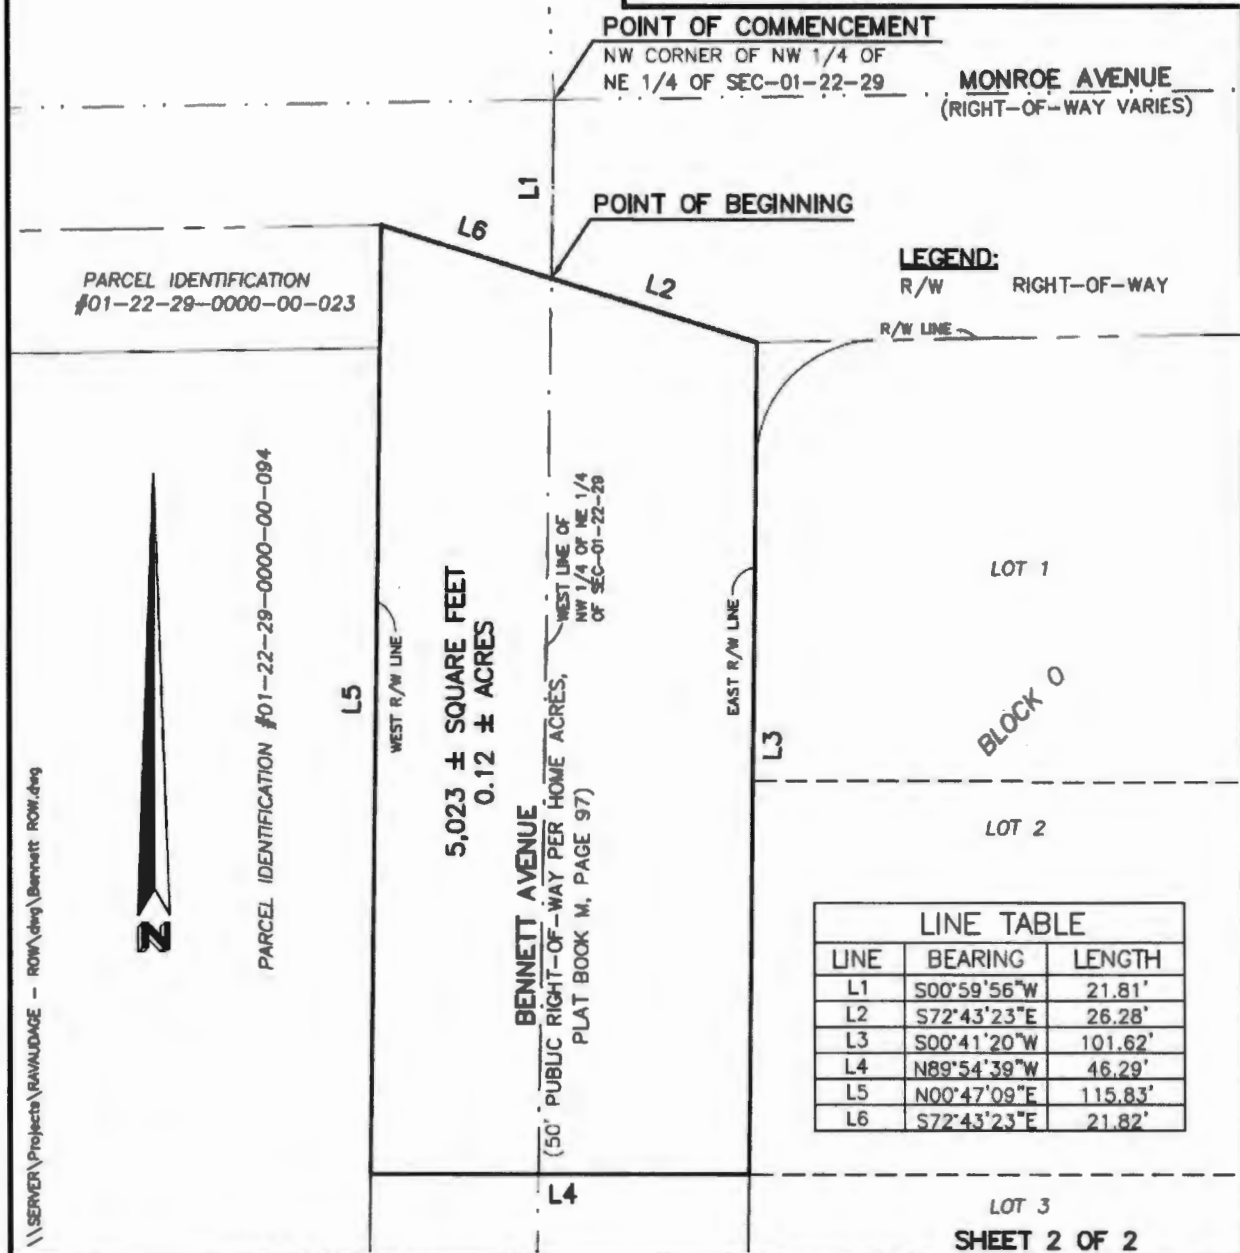 POINT OF COMMENCEMENT
NW CORNER OF NW 1/4 OF
NE 1/4 OF SEC-01-22-29
MONROE AVENUE
(RIGHT-OF-WAY VARIES)
L1
POINT OF BEGINNING
L6
L2
LEGEND:
R/W RIGHT-OF-WAY
R/W LINE
PARCEL IDENTIFICATION
#01-22-29-0000-00-023
PARCEL IDENTIFICATION #01-22-29-0000-00-094
N
L5
WEST R/W LINE
5,023 ± SQUARE FEET
0.12 ± ACRES
WEST LINE OF
NW 1/4 OF NE 1/4
OF SEC-01-22-29
BENNETT AVENUE
(50' PUBLIC RIGHT-OF-WAY PER HOME ACRES,
PLAT BOOK M, PAGE 97)
EAST R/W LINE
L3
LOT 1
BLOCK O
LOT 2
LINE TABLE
LINE BEARING LENGTH
L1 S00°59'56"W 21.81'
L2 S72°43'23"E 26.28'
L3 S00°41'20"W 101.62'
L4 N89°54'39"W 46.29'
L5 N00°47'09"E 115.83'
L6 S72°43'23"E 21.82'
L4
LOT 3
SHEET 2 OF 2
\\SERVER\Projects\RAVAUDAGE - ROW\dwg\Bennett ROW.dwg